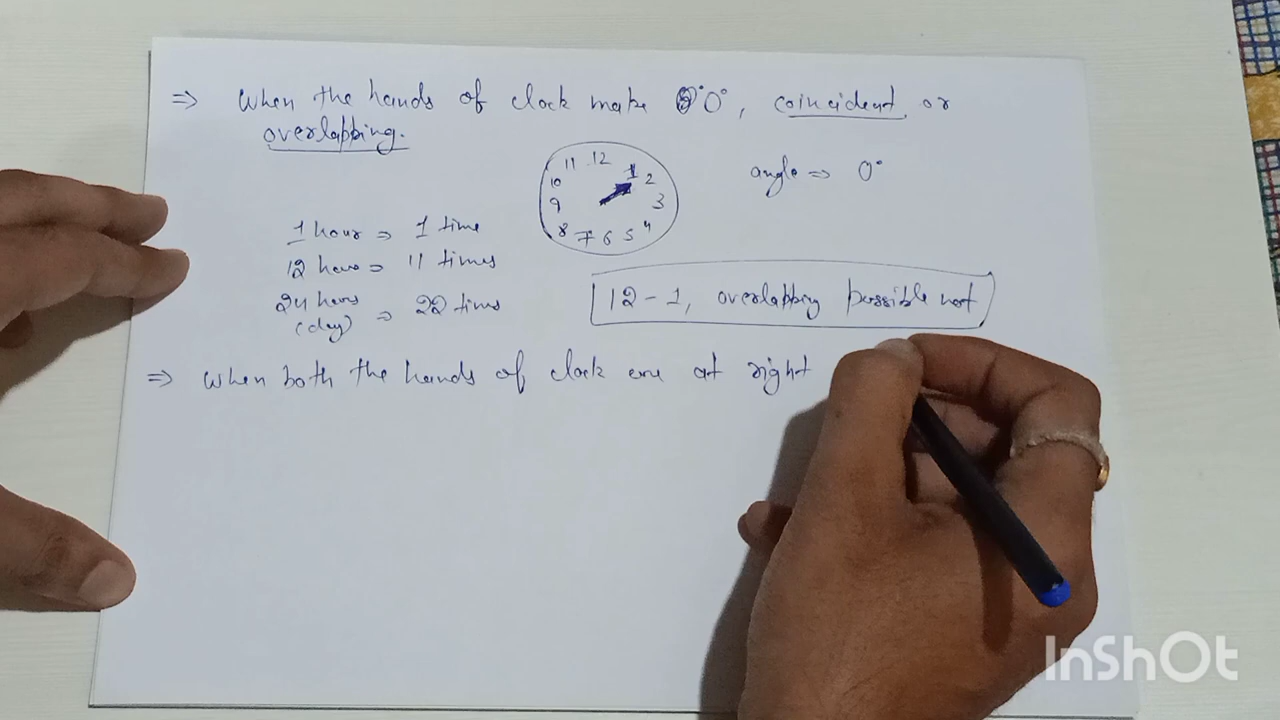 ⇒ When the hands of clock make 0°, coincident or
overlapping.
11 12 1 2 3 4 5 6 7 8 9 10
angle ⇒ 0°
1 hour ⇒ 1 time
12 hours ⇒ 11 times
24 hours ⇒ 22 times
(day)
12 - 1, overlapping possible not
⇒ When both the hands of clock are at right
InShOt